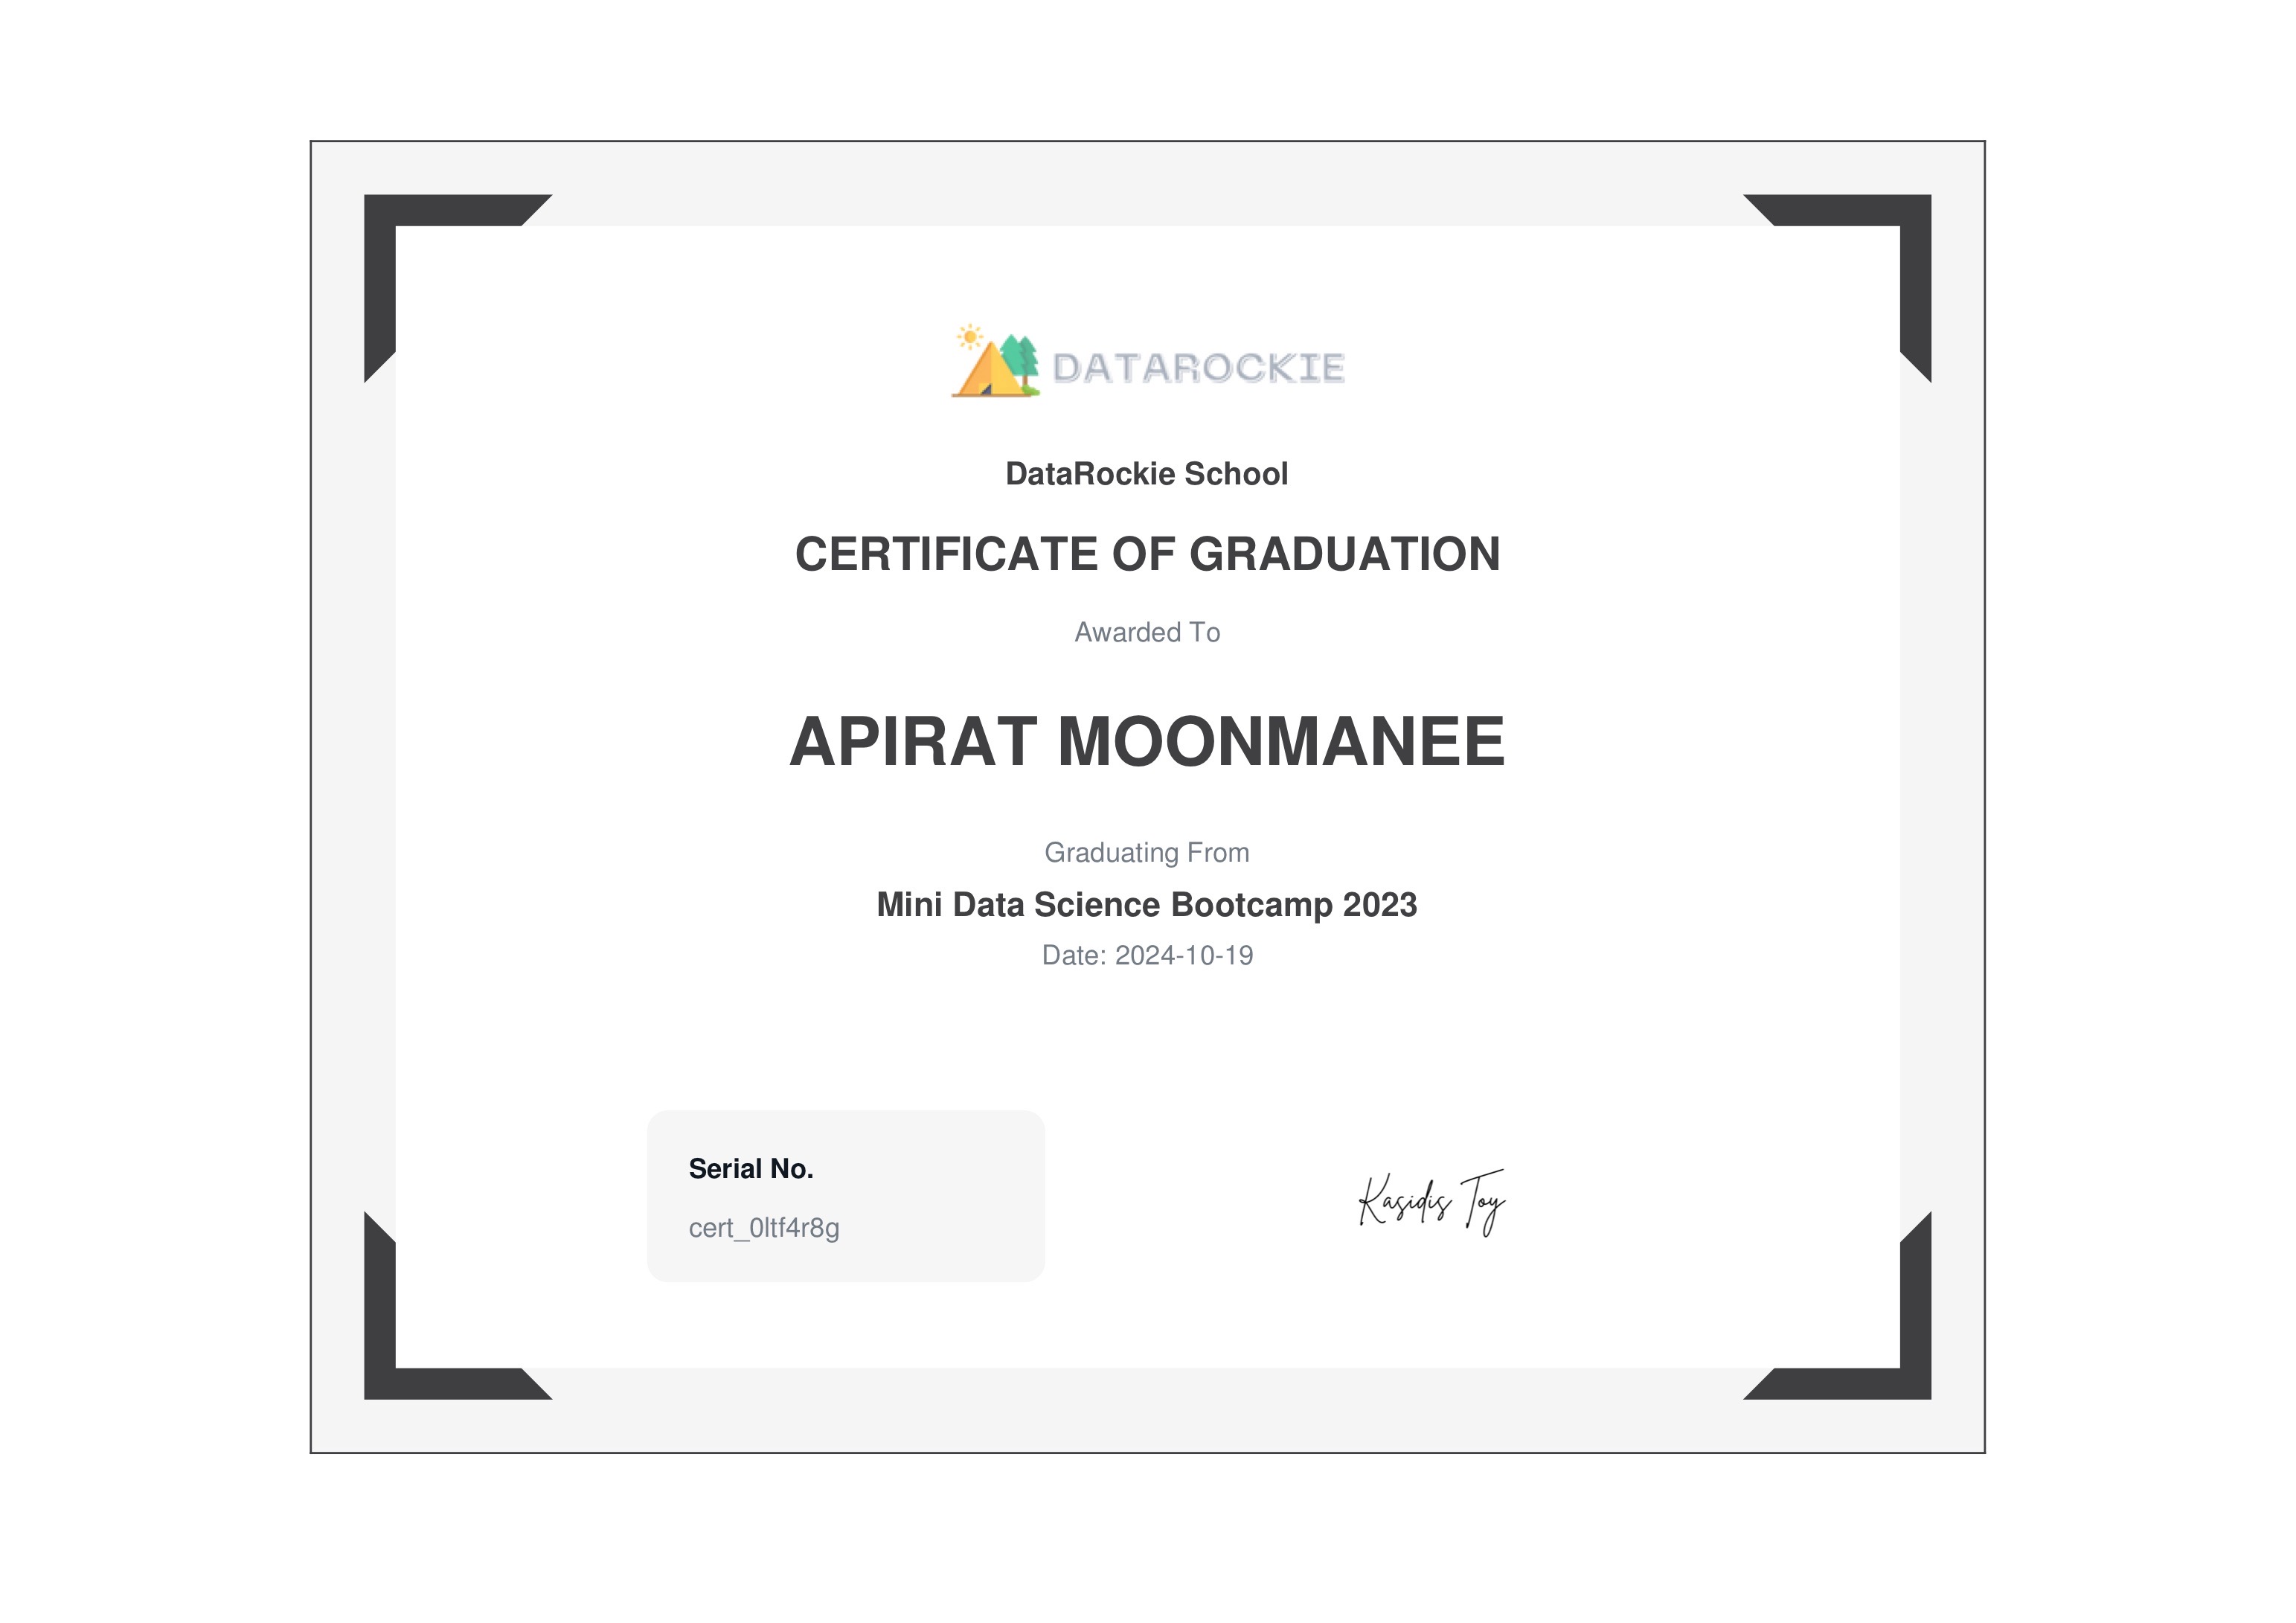 DATAROCKIE
DataRockie School
CERTIFICATE OF GRADUATION
Awarded To
APIRAT MOONMANEE
Graduating From
Mini Data Science Bootcamp 2023
Date: 2024-10-19
Serial No.
cert_0ltf4r8g
Kasidis Toy